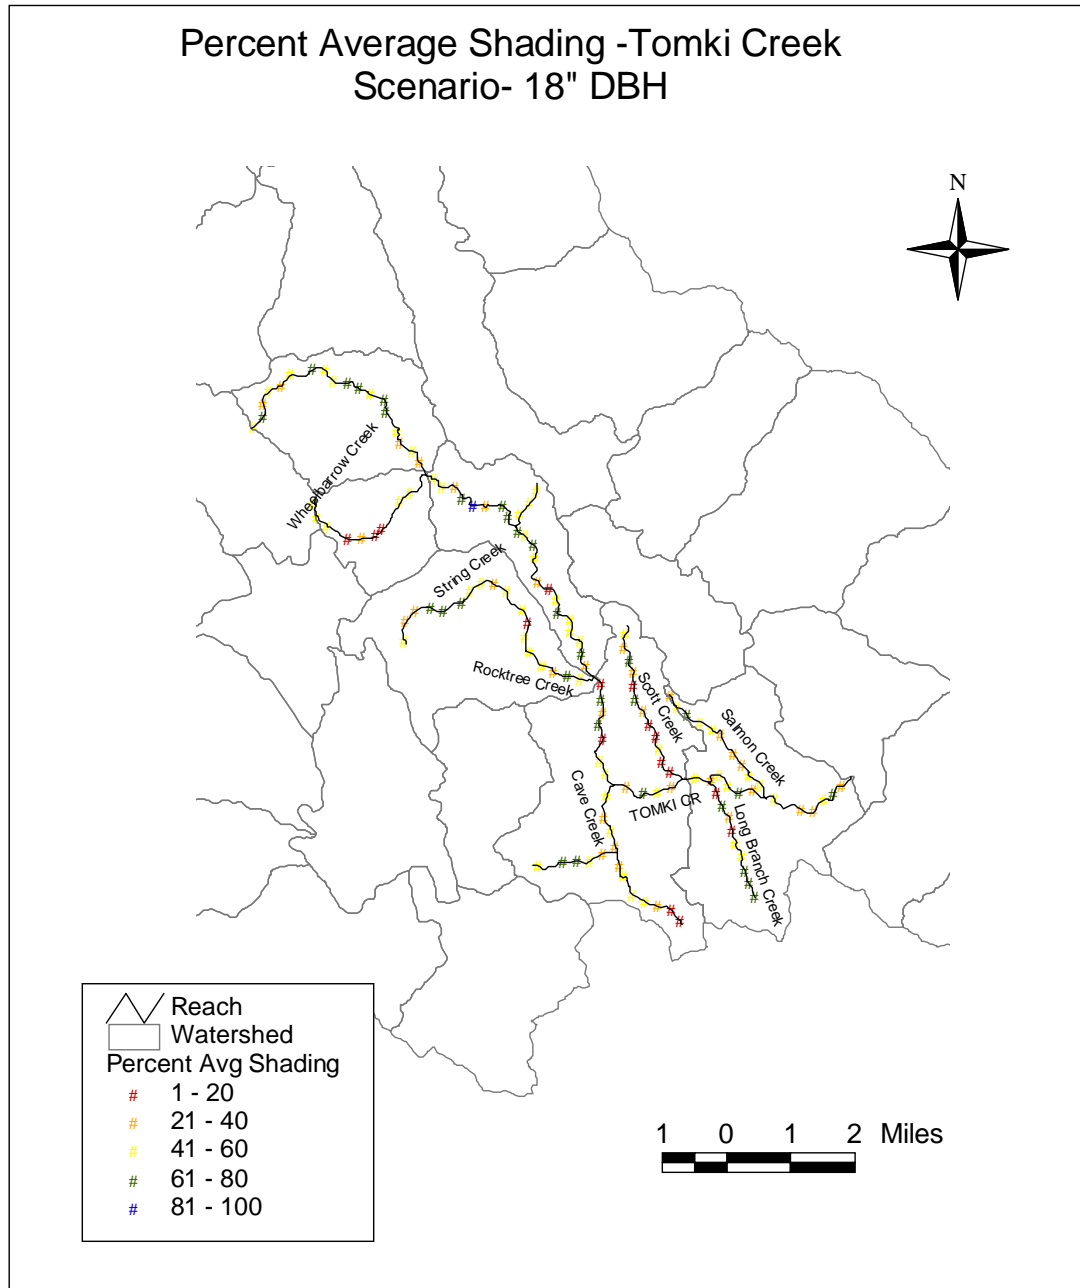 Percent Average Shading -Tomki Creek
Scenario- 18" DBH
N
Wheelbarrow Creek
String Creek
Rocktree Creek
Scott Creek
Salmon Creek
Cave Creek
TOMKI CR
Long Branch Creek
Reach
Watershed
Percent Avg Shading
# 1 - 20
# 21 - 40
# 41 - 60
# 61 - 80
# 81 - 100
1 0 1 2 Miles